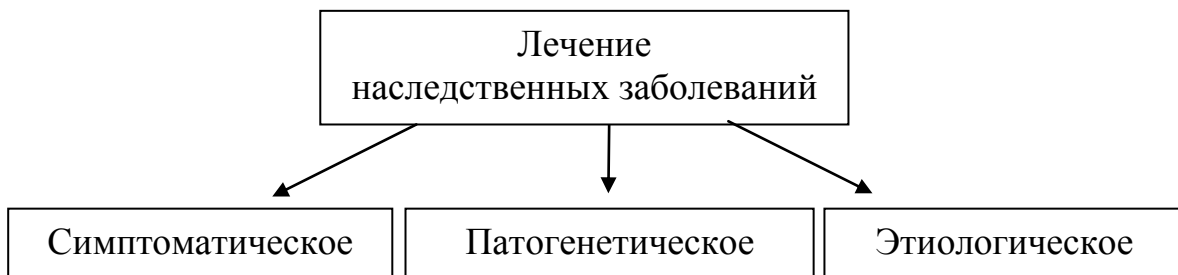 Лечение
наследственных заболеваний
Симптоматическое
Патогенетическое
Этиологическое